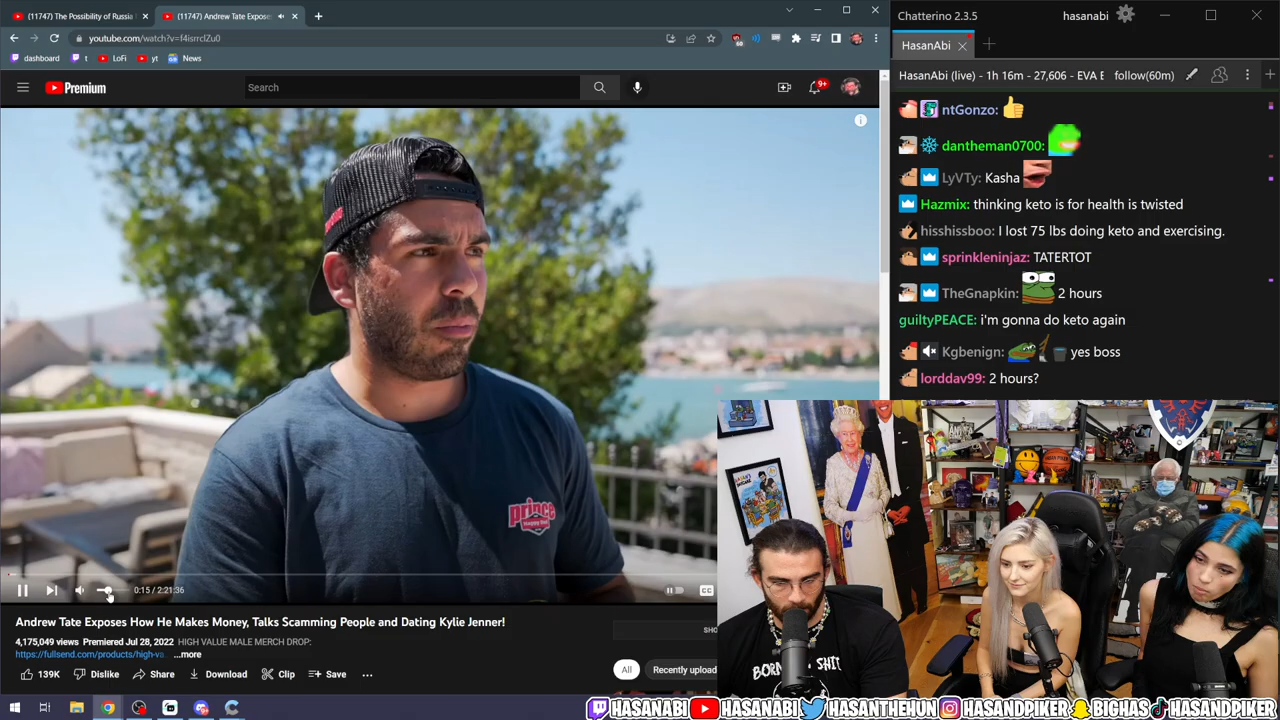 (11747) The Possibility of Russia
(11747) Andrew Tate Expose
youtube.com/watch?v=f4isrrclZu0
dashboard
t
LoFi
yt
News
Premium
Search
9+
0:15 / 2:21:36
CC
Andrew Tate Exposes How He Makes Money, Talks Scamming People and Dating Kylie Jenner!
4,175,049 views Premiered Jul 28, 2022 HIGH VALUE MALE MERCH DROP:
https://fullsend.com/products/high-va... ...more
139K
Dislike
Share
Download
Clip
Save
SHO
All
Recently upload
prince
Chatterino 2.3.5
hasanabi
HasanAbi
HasanAbi (live) - 1h 16m - 27,606 - EVA E
follow(60m)
ntGonzo:
dantheman0700:
LyVTy: Kasha
Hazmix: thinking keto is for health is twisted
hisshissboo: I lost 75 lbs doing keto and exercising.
sprinkleninjaz: TATERTOT
TheGnapkin: 2 hours
guiltyPEACE: i'm gonna do keto again
Kgbenign: yes boss
lorddav99: 2 hours?
HASANABI
HASANABI
HASANTHEHUN
HASANDPIKER
BIGHAS
HASANDPIKER